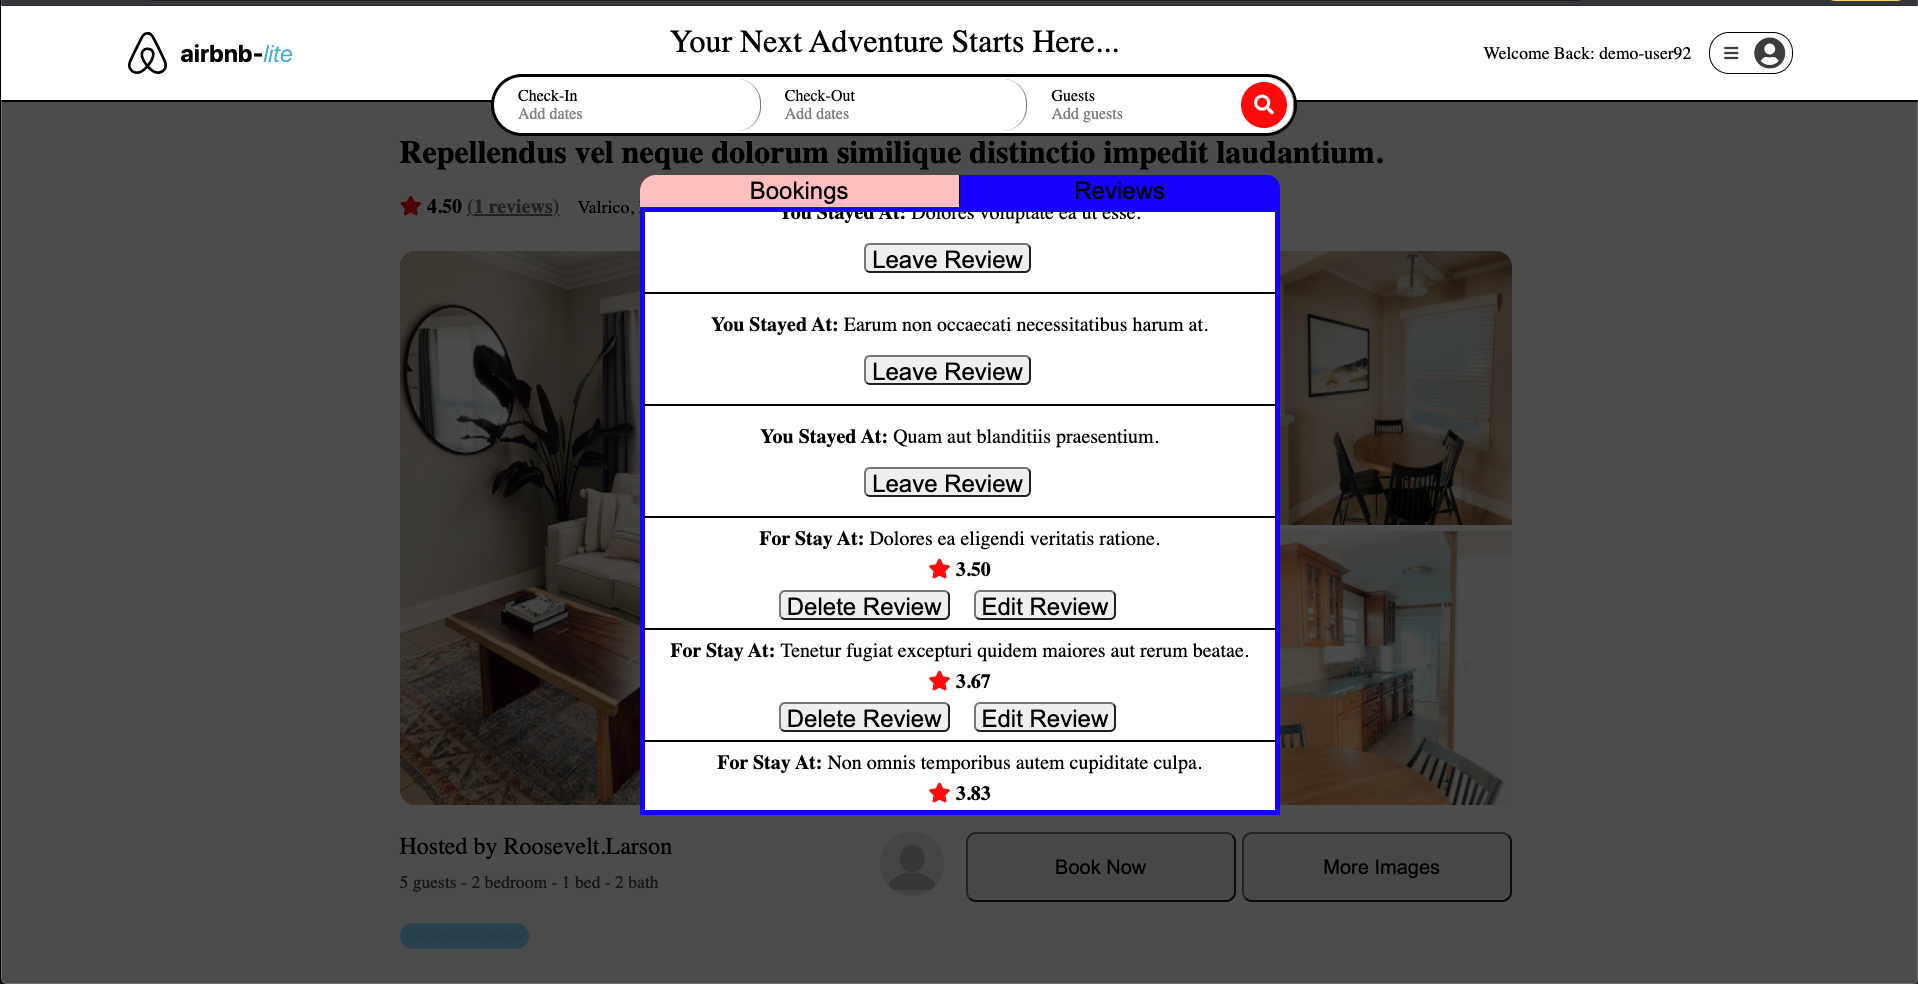 Your Next Adventure Starts Here...
airbnb-lite
Welcome Back: demo-user92
Check-In
Add dates
Check-Out
Add dates
Guests
Add guests
Repellendus vel neque dolorum similique distinctio impedit laudantium.
4.50 (1 reviews) Valrico,
Bookings
Reviews
You Stayed At: Dolores voluptate ea ut esse.
Leave Review
You Stayed At: Earum non occaecati necessitatibus harum at.
Leave Review
You Stayed At: Quam aut blanditiis praesentium.
Leave Review
For Stay At: Dolores ea eligendi veritatis ratione.
3.50
Delete Review Edit Review
For Stay At: Tenetur fugiat excepturi quidem maiores aut rerum beatae.
3.67
Delete Review Edit Review
For Stay At: Non omnis temporibus autem cupiditate culpa.
3.83
Hosted by Roosevelt.Larson
5 guests - 2 bedroom - 1 bed - 2 bath
Book Now
More Images